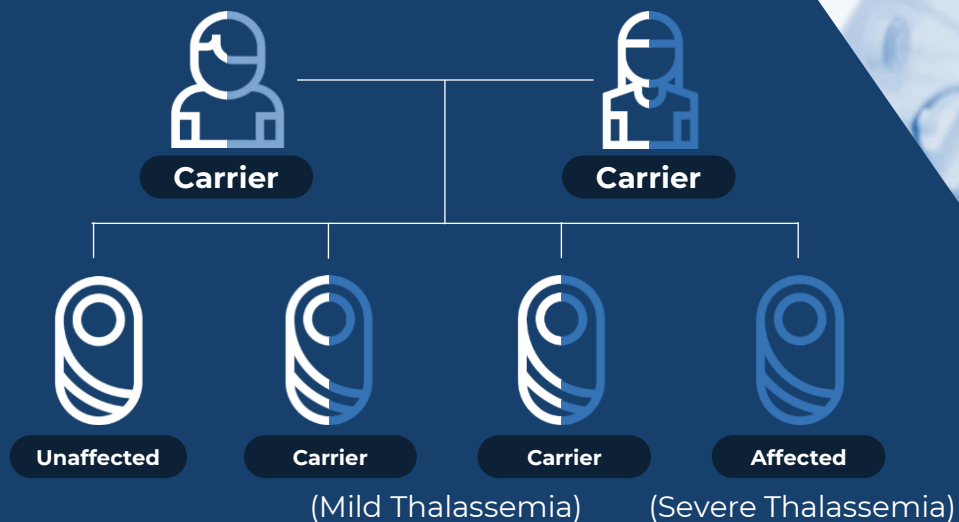 Carrier
Carrier
Unaffected
Carrier
Carrier
Affected
(Mild Thalassemia)
(Severe Thalassemia)